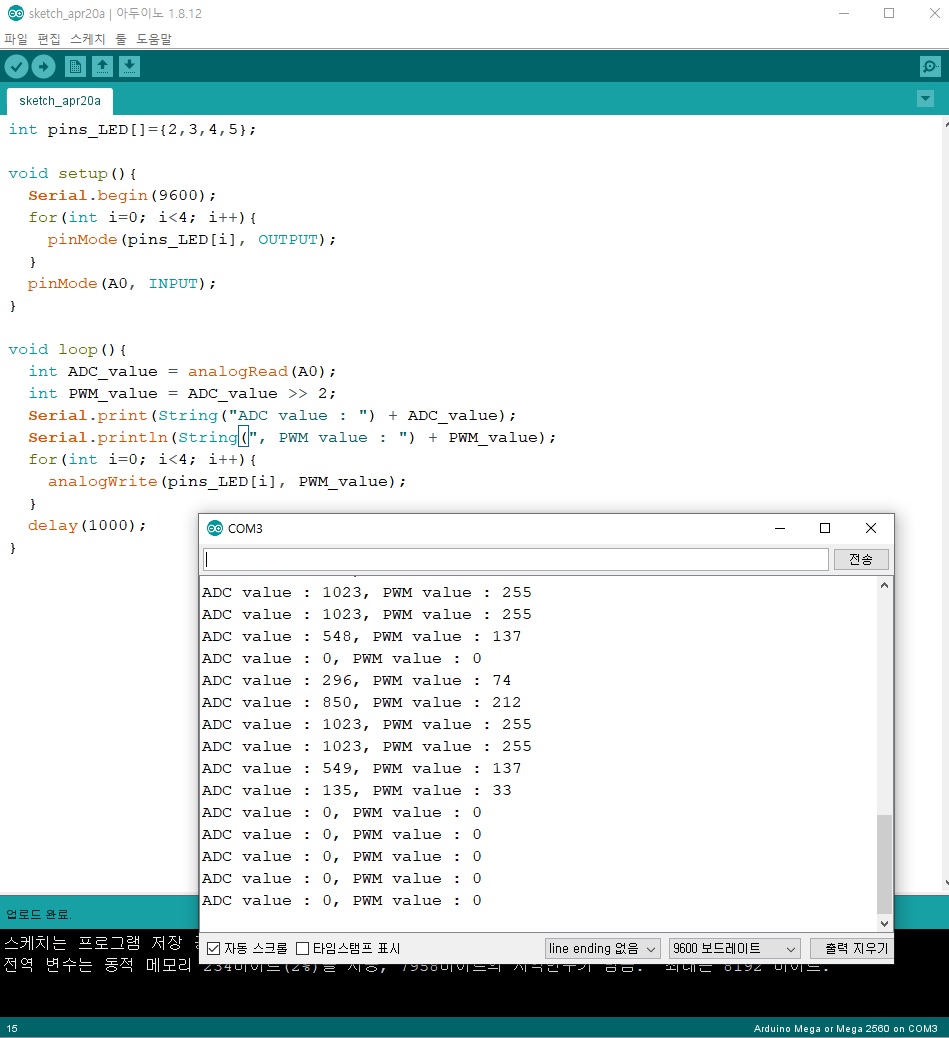 sketch_apr20a | 아두이노 1.8.12
파일 편집 스케치 툴 도움말
sketch_apr20a
int pins_LED[]={2,3,4,5};
void setup(){
  Serial.begin(9600);
  for(int i=0; i<4; i++){
    pinMode(pins_LED[i], OUTPUT);
  }
  pinMode(A0, INPUT);
}
void loop(){
  int ADC_value = analogRead(A0);
  int PWM_value = ADC_value >> 2;
  Serial.print(String("ADC value : ") + ADC_value);
  Serial.println(String(", PWM value : ") + PWM_value);
  for(int i=0; i<4; i++){
    analogWrite(pins_LED[i], PWM_value);
  }
  delay(1000);
}
COM3
전송
ADC value : 1023, PWM value : 255
ADC value : 1023, PWM value : 255
ADC value : 548, PWM value : 137
ADC value : 0, PWM value : 0
ADC value : 296, PWM value : 74
ADC value : 850, PWM value : 212
ADC value : 1023, PWM value : 255
ADC value : 1023, PWM value : 255
ADC value : 549, PWM value : 137
ADC value : 135, PWM value : 33
ADC value : 0, PWM value : 0
ADC value : 0, PWM value : 0
ADC value : 0, PWM value : 0
ADC value : 0, PWM value : 0
ADC value : 0, PWM value : 0
자동 스크롤 타임스탬프 표시 line ending 없음 9600 보드레이트 출력 지우기
업로드 완료.
스케치는 프로그램 저장
전역 변수는 동적 메모리
15 Arduino Mega or Mega 2560 on COM3